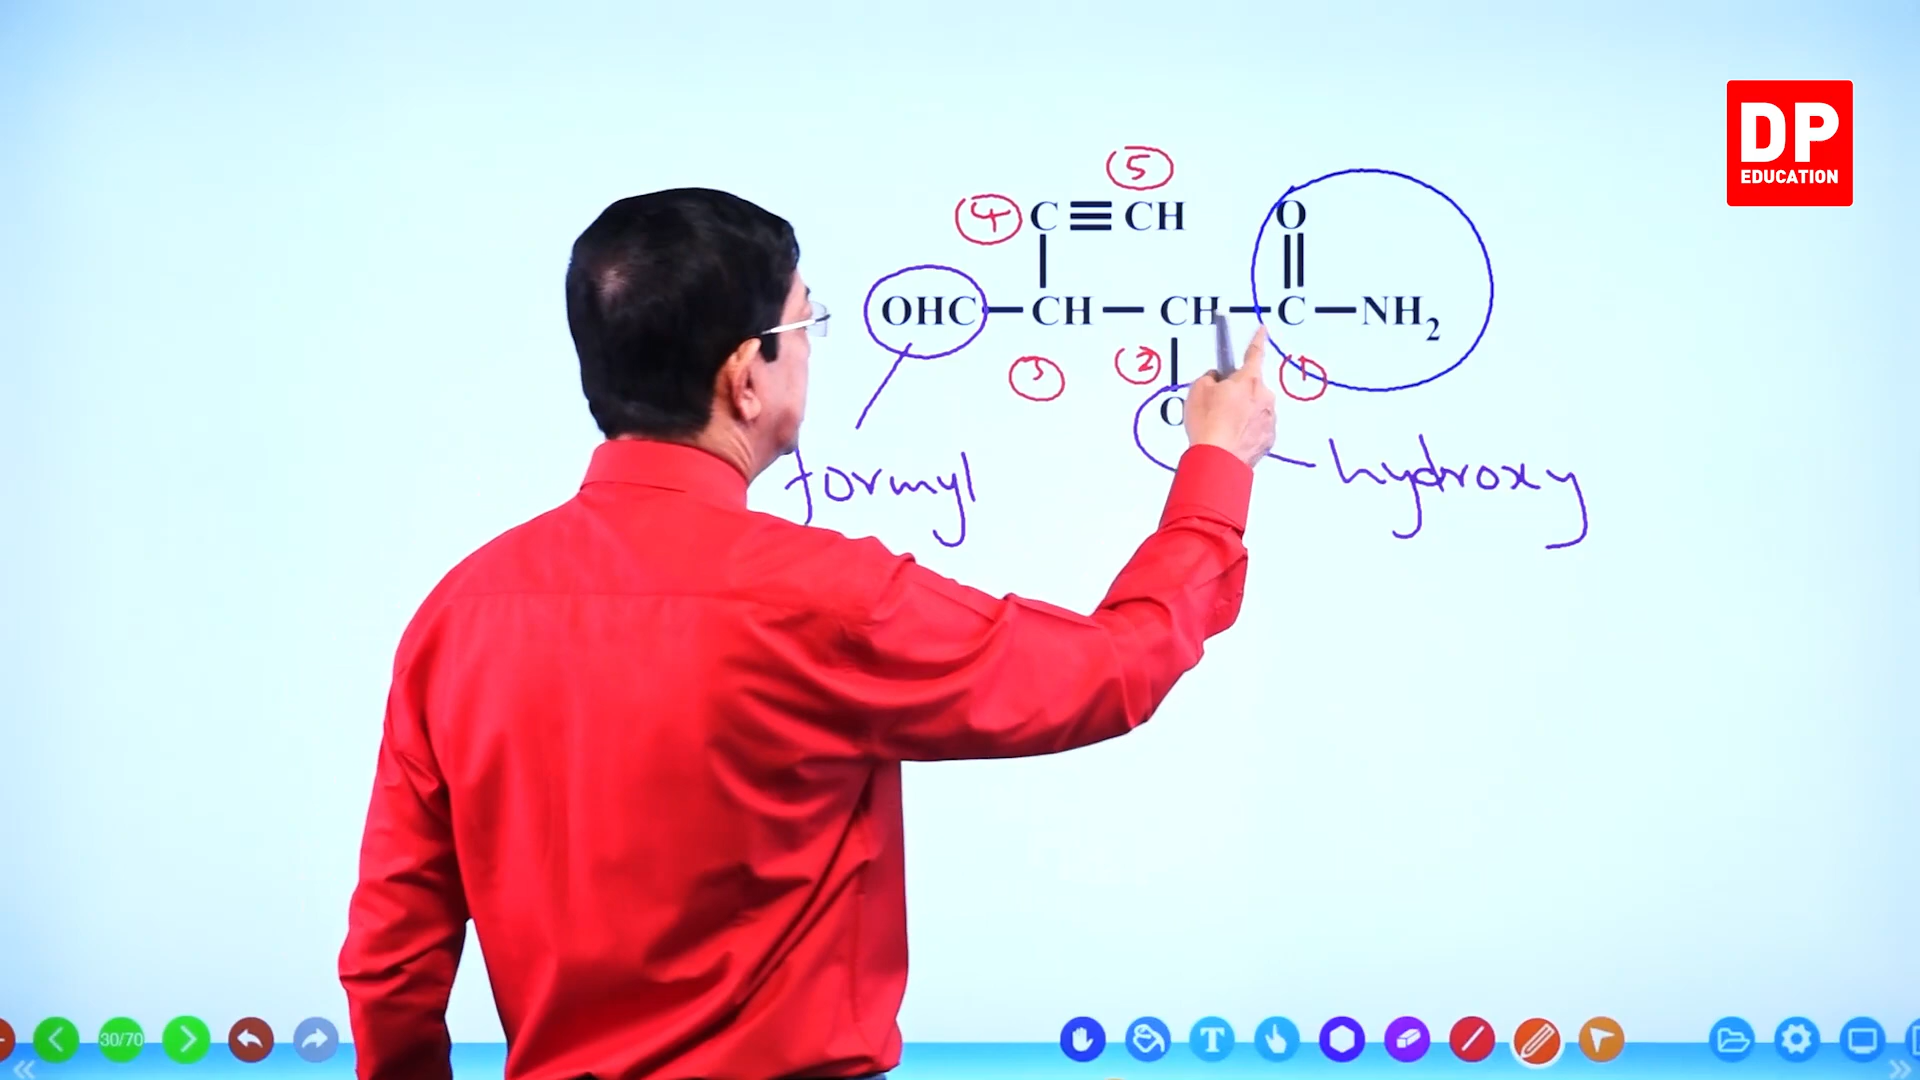 DP
EDUCATION
5
4 C ≡ CH O
OHC — CH — CH — C — NH₂
3 2 1
O
formyl hydroxy
30/70
T